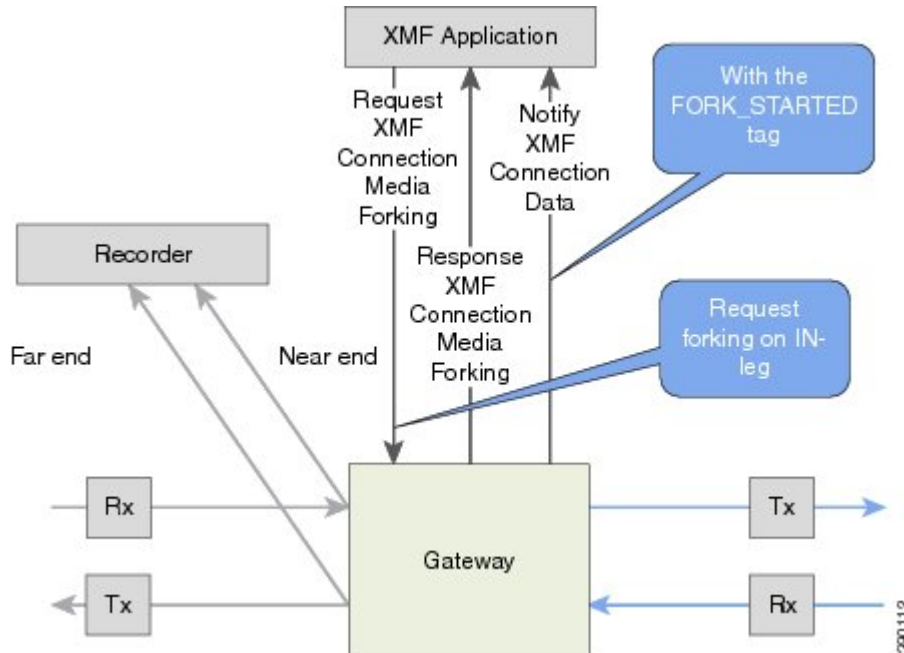 XMF Application
With the
FORK_STARTED
tag
Request
XMF
Connection
Media
Forking
Notify
XMF
Connection
Data
Recorder
Response
XMF
Connection
Media
Forking
Request
forking on IN-
leg
Far end
Near end
Rx
Tx
Gateway
Tx
Rx
390113